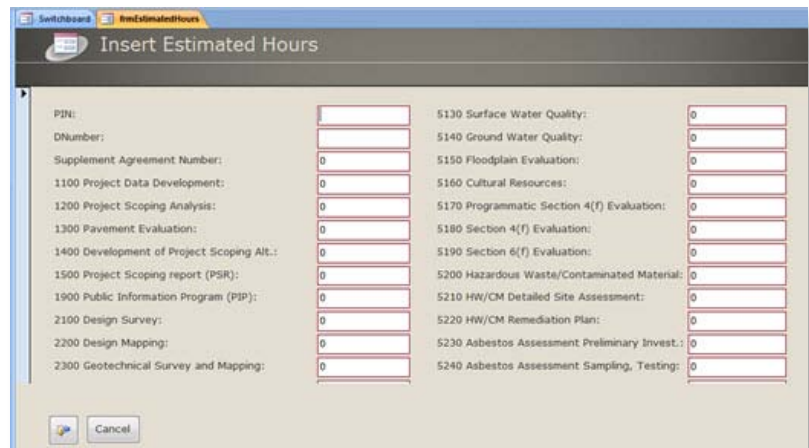 Switchboard frmEstimatedHours
Insert Estimated Hours
PIN:
DNumber:
Supplement Agreement Number: 0
1100 Project Data Development: 0
1200 Project Scoping Analysis: 0
1300 Pavement Evaluation: 0
1400 Development of Project Scoping Alt.: 0
1500 Project Scoping report (PSR): 0
1900 Public Information Program (PIP): 0
2100 Design Survey: 0
2200 Design Mapping: 0
2300 Geotechnical Survey and Mapping: 0
5130 Surface Water Quality: 0
5140 Ground Water Quality: 0
5150 Floodplain Evaluation: 0
5160 Cultural Resources: 0
5170 Programmatic Section 4(f) Evaluation: 0
5180 Section 4(f) Evaluation: 0
5190 Section 6(f) Evaluation: 0
5200 Hazardous Waste/Contaminated Material: 0
5210 HW/CM Detailed Site Assessment: 0
5220 HW/CM Remediation Plan: 0
5230 Asbestos Assessment Preliminary Invest.: 0
5240 Asbestos Assessment Sampling, Testing: 0
Cancel